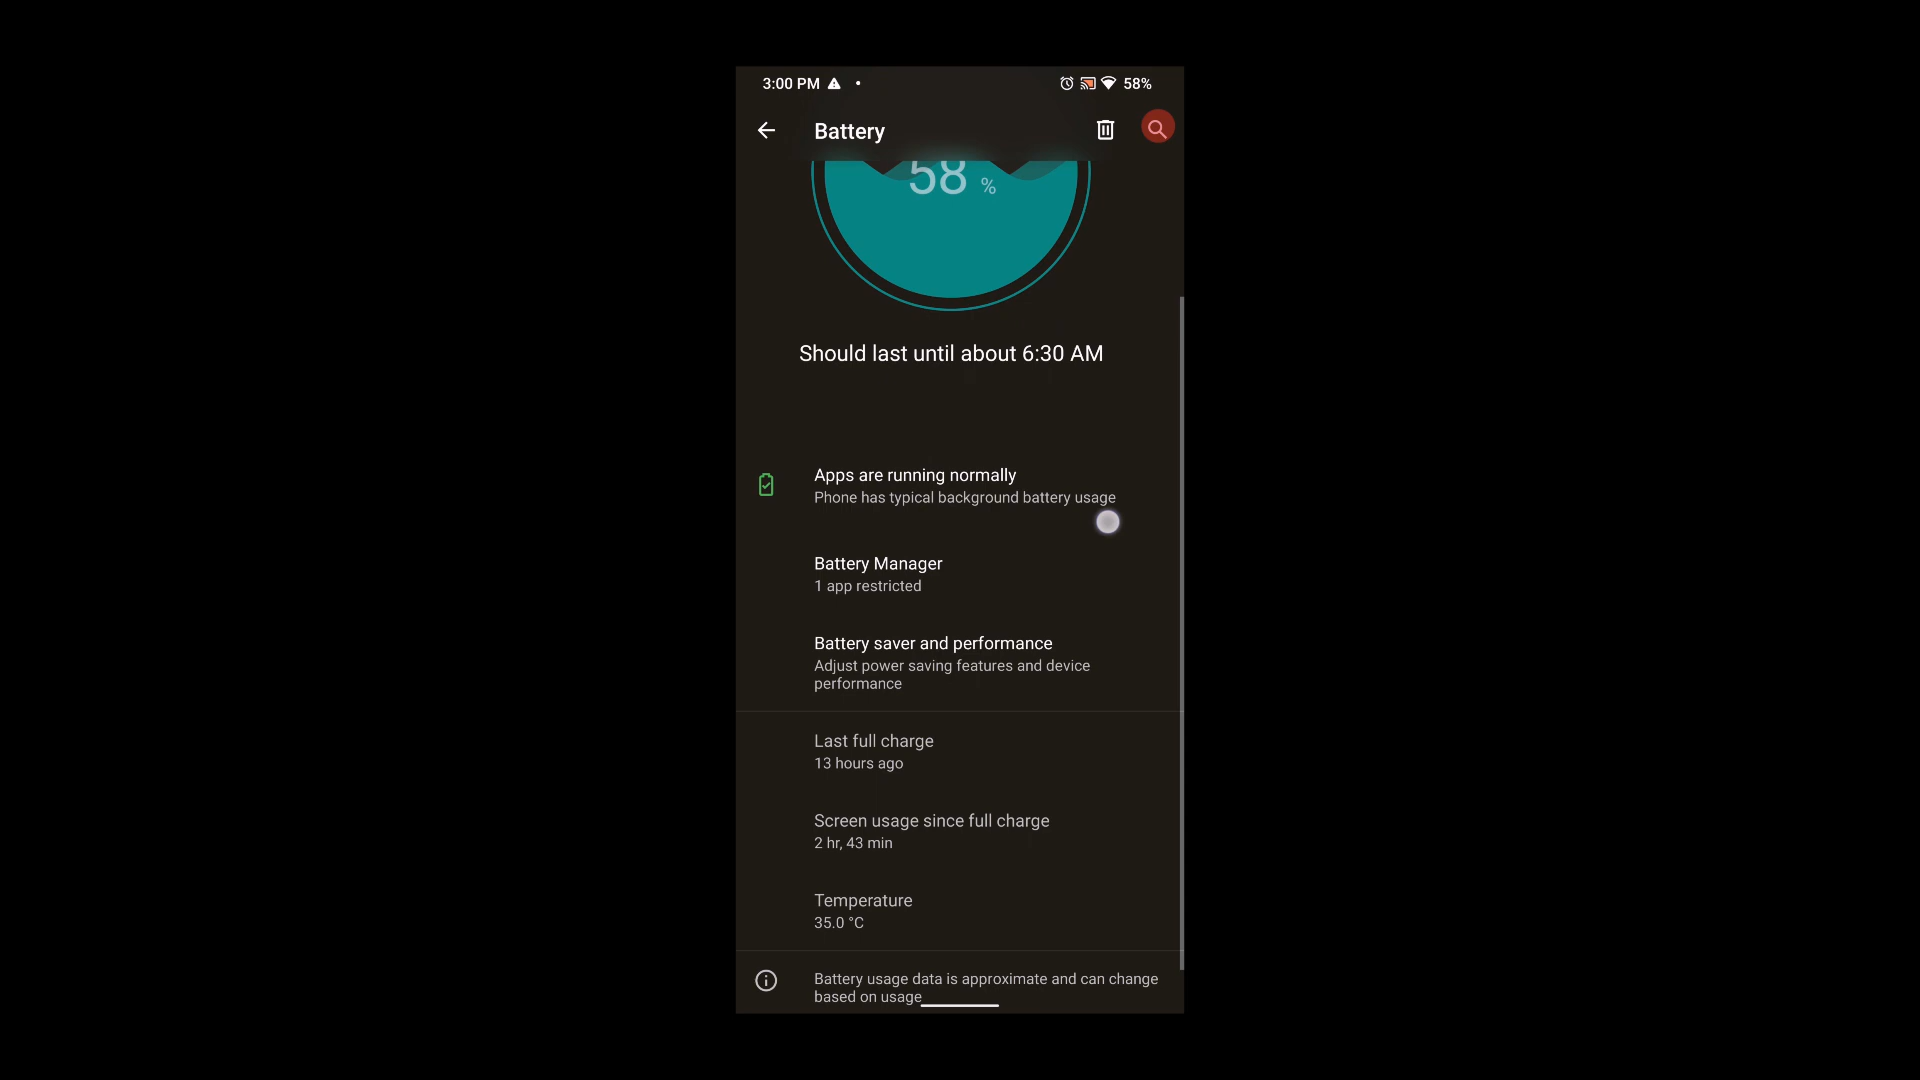 3:00 PM
58%
Battery
58 %
Should last until about 6:30 AM
Apps are running normally
Phone has typical background battery usage
Battery Manager
1 app restricted
Battery saver and performance
Adjust power saving features and device
performance
Last full charge
13 hours ago
Screen usage since full charge
2 hr, 43 min
Temperature
35.0 °C
Battery usage data is approximate and can change
based on usage